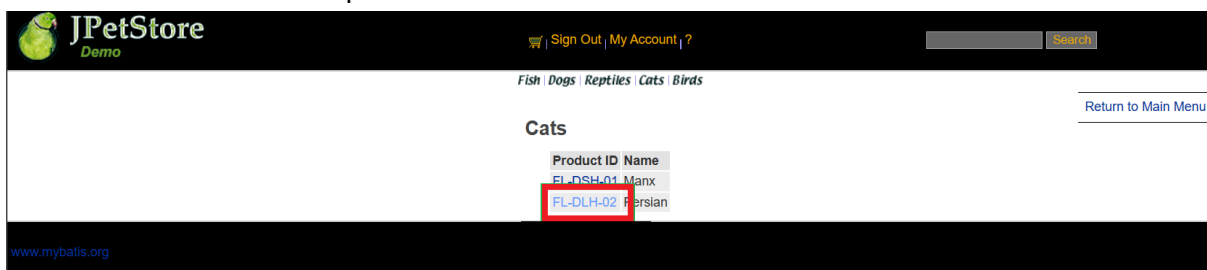 JPetStore
Demo
Sign Out | My Account | ?
Search
Fish | Dogs | Reptiles | Cats | Birds
Return to Main Menu
Cats
Product ID Name
FL-DSH-01 Manx
FL-DLH-02 Persian
www.mybatis.org